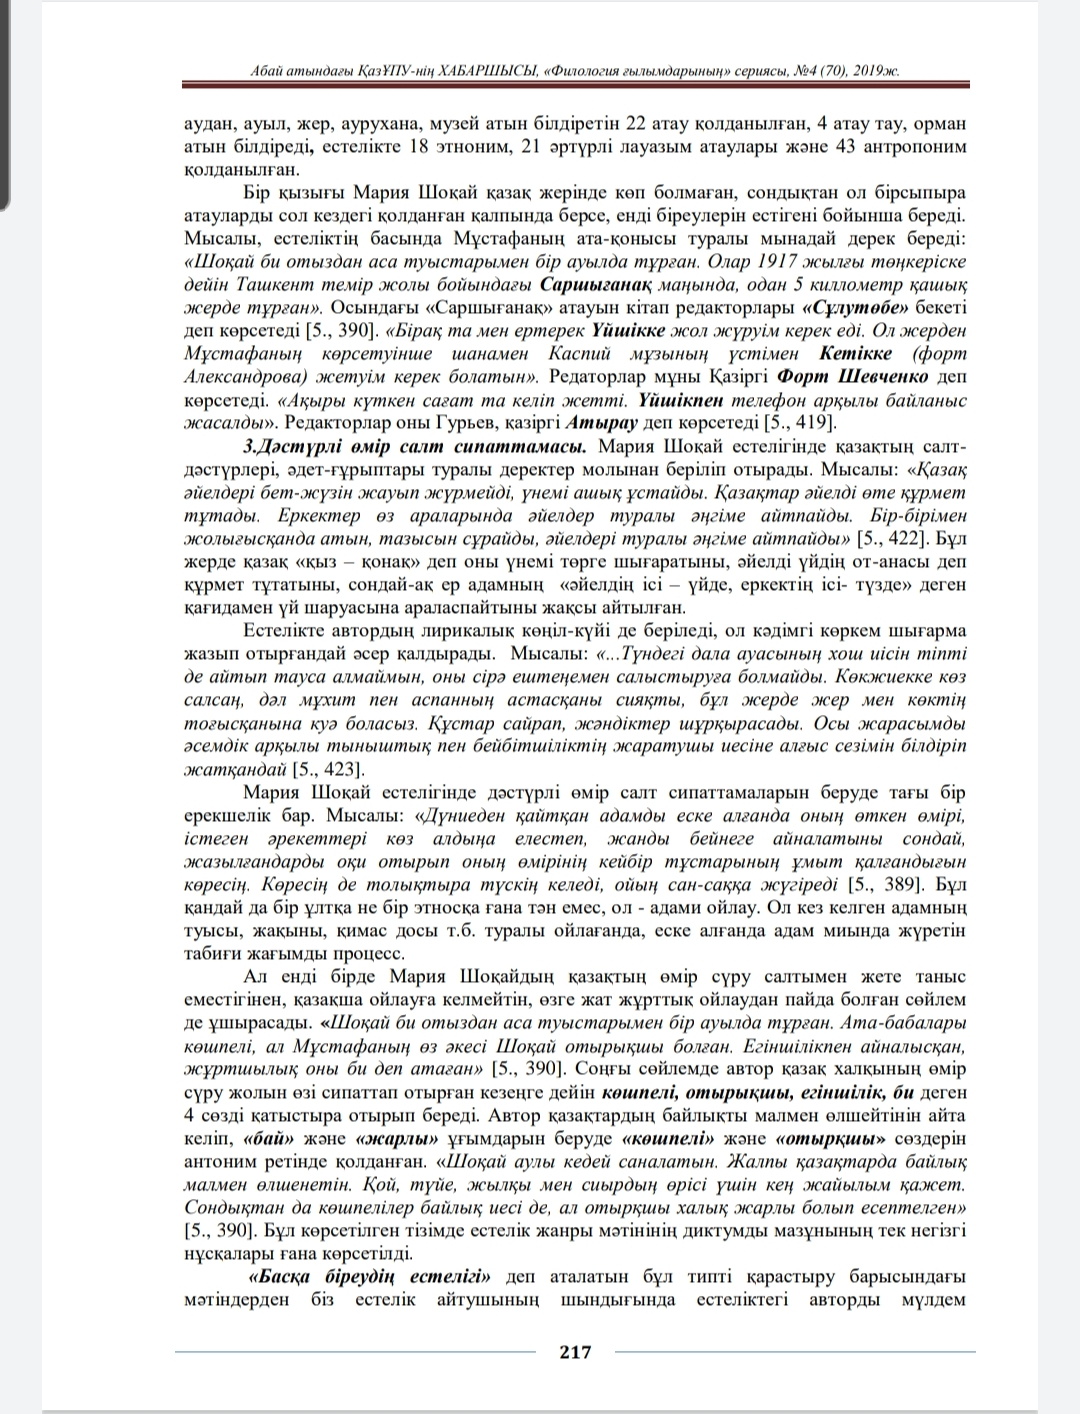 Абай атындағы ҚазҰПУ-нің ХАБАРШЫСЫ, «Филология ғылымдарының» сериясы, №4 (70), 2019ж.
аудан, ауыл, жер, аурухана, музей атын білдіретін 22 атау қолданылған, 4 атау тау, орман
атын білдіреді, естелікте 18 этноним, 21 әртүрлі лауазым атаулары және 43 антропоним
қолданылған.
Бір қызығы Мария Шоқай қазақ жерінде көп болмаған, сондықтан ол бірсыпыра
атауларды сол кездегі қолданған қалпында берсе, енді біреулерін естігені бойынша береді.
Мысалы, естеліктің басында Мұстафаның ата-қонысы туралы мынадай дерек береді:
«Шоқай би отыздан аса туыстарымен бір ауылда тұрған. Олар 1917 жылғы төңкеріске
дейін Ташкент темір жолы бойындағы Саршығанақ маңында, одан 5 киллометр қашық
жерде тұрған». Осындағы «Саршығанақ» атауын кітап редакторлары «Сұлутөбе» бекеті
деп көрсетеді [5., 390]. «Бірақ та мен ертерек Үйшікке жол жүруім керек еді. Ол жерден
Мұстафаның көрсетуінше шанамен Каспий мұзының үстімен Кетікке (форт
Александрова) жетуім керек болатын». Редаторлар мұны Қазіргі Форт Шевченко деп
көрсетеді. «Ақыры күткен сағат та келіп жетті. Үйшікпен телефон арқылы байланыс
жасалды». Редакторлар оны Гурьев, қазіргі Атырау деп көрсетеді [5., 419].
3.Дәстүрлі өмір салт сипаттамасы. Мария Шоқай естелігінде қазақтың салт-
дәстүрлері, әдет-ғұрыптары туралы деректер молынан беріліп отырады. Мысалы: «Қазақ
әйелдері бет-жүзін жауып жүрмейді, үнемі ашық ұстайды. Қазақтар әйелді өте құрмет
тұтады. Еркектер өз араларында әйелдер туралы әңгіме айтпайды. Бір-бірімен
жолығысқанда атын, тазысын сұрайды, әйелдері туралы әңгіме айтпайды» [5., 422]. Бұл
жерде қазақ «қыз – қонақ» деп оны үнемі төрге шығаратыны, әйелді үйдің от-анасы деп
құрмет тұтатыны, сондай-ақ ер адамның «әйелдің ісі – үйде, еркектің ісі- түзде» деген
қағидамен үй шаруасына араласпайтыны жақсы айтылған.
Естелікте автордың лирикалық көңіл-күйі де беріледі, ол кәдімгі көркем шығарма
жазып отырғандай әсер қалдырады. Мысалы: «...Түндегі дала ауасының хош иісін тіпті
де айтып тауса алмаймын, оны сірә ештеңемен салыстыруға болмайды. Көкжиекке көз
салсаң, дәл мұхит пен аспанның астасқаны сияқты, бұл жерде жер мен көктің
тоғысқанына куә боласыз. Құстар сайрап, жәндіктер шұрқырасады. Осы жарасымды
әсемдік арқылы тыныштық пен бейбітшіліктің жаратушы иесіне алғыс сезімін білдіріп
жатқандай [5., 423].
Мария Шоқай естелігінде дәстүрлі өмір салт сипаттамаларын беруде тағы бір
ерекшелік бар. Мысалы: «Дүниеден қайтқан адамды еске алғанда оның өткен өмірі,
істеген әрекеттері көз алдыңа елестеп, жанды бейнеге айналатыны сондай,
жазылғандарды оқи отырып оның өмірінің кейбір тұстарының ұмыт қалғандығын
көресің. Көресің де толықтыра түскің келеді, ойың сан-саққа жүгіреді [5., 389]. Бұл
қандай да бір ұлтқа не бір этносқа ғана тән емес, ол - адами ойлау. Ол кез келген адамның
туысы, жақыны, қимас досы т.б. туралы ойлағанда, еске алғанда адам миында жүретін
табиғи жағымды процесс.
Ал енді бірде Мария Шоқайдың қазақтың өмір сүру салтымен жете таныс
еместігінен, қазақша ойлауға келмейтін, өзге жат жұрттық ойлаудан пайда болған сөйлем
де ұшырасады. «Шоқай би отыздан аса туыстарымен бір ауылда тұрған. Ата-бабалары
көшпелі, ал Мұстафаның өз әкесі Шоқай отырықшы болған. Егіншілікпен айналысқан,
жұртшылық оны би деп атаған» [5., 390]. Соңғы сөйлемде автор қазақ халқының өмір
сүру жолын өзі сипаттап отырған кезеңге дейін көшпелі, отырықшы, егіншілік, би деген
4 сөзді қатыстыра отырып береді. Автор қазақтардың байлықты малмен өлшейтінін айта
келіп, «бай» және «жарлы» ұғымдарын беруде «көшпелі» және «отырқшы» сөздерін
антоним ретінде қолданған. «Шоқай аулы кедей саналатын. Жалпы қазақтарда байлық
малмен өлшенетін. Қой, түйе, жылқы мен сиырдың өрісі үшін кең жайылым қажет.
Сондықтан да көшпелілер байлық иесі де, ал отырқшы халық жарлы болып есептелген»
[5., 390]. Бұл көрсетілген тізімде естелік жанры мәтінінің диктумды мазұнының тек негізгі
нұсқалары ғана көрсетілді.
«Басқа біреудің естелігі» деп аталатын бұл типті қарастыру барысындағы
мәтіндерден біз естелік айтушының шындығында естеліктегі авторды мүлдем
217